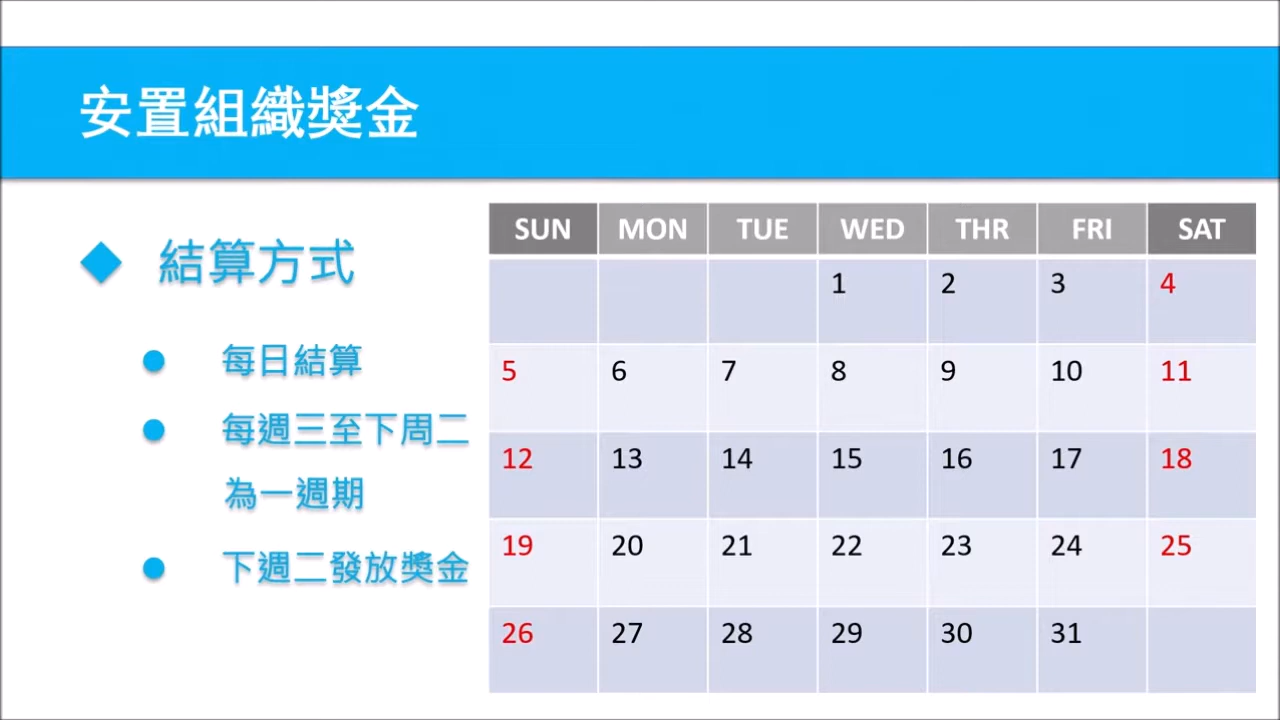 安置組織獎金
結算方式
每日結算
每週三至下周二
為一週期
下週二發放獎金
SUN MON TUE WED THR FRI SAT
1 2 3 4
5 6 7 8 9 10 11
12 13 14 15 16 17 18
19 20 21 22 23 24 25
26 27 28 29 30 31